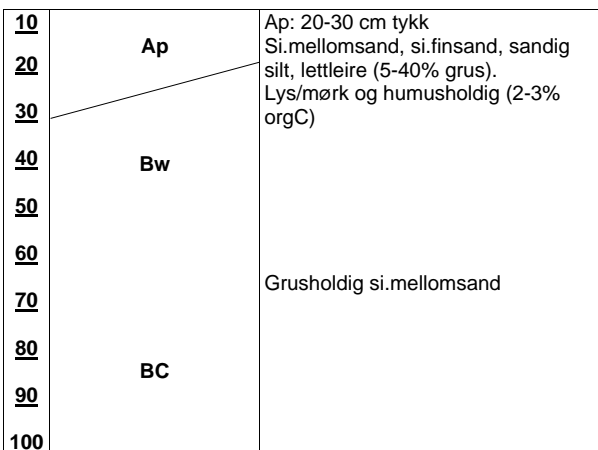 10
Ap
Ap: 20-30 cm tykk
Si.mellomsand, si.finsand, sandig
20
silt, lettleire (5-40% grus).
Lys/mørk og humusholdig (2-3%
30
orgC)
40
Bw
50
60
Grusholdig si.mellomsand
70
80
BC
90
100